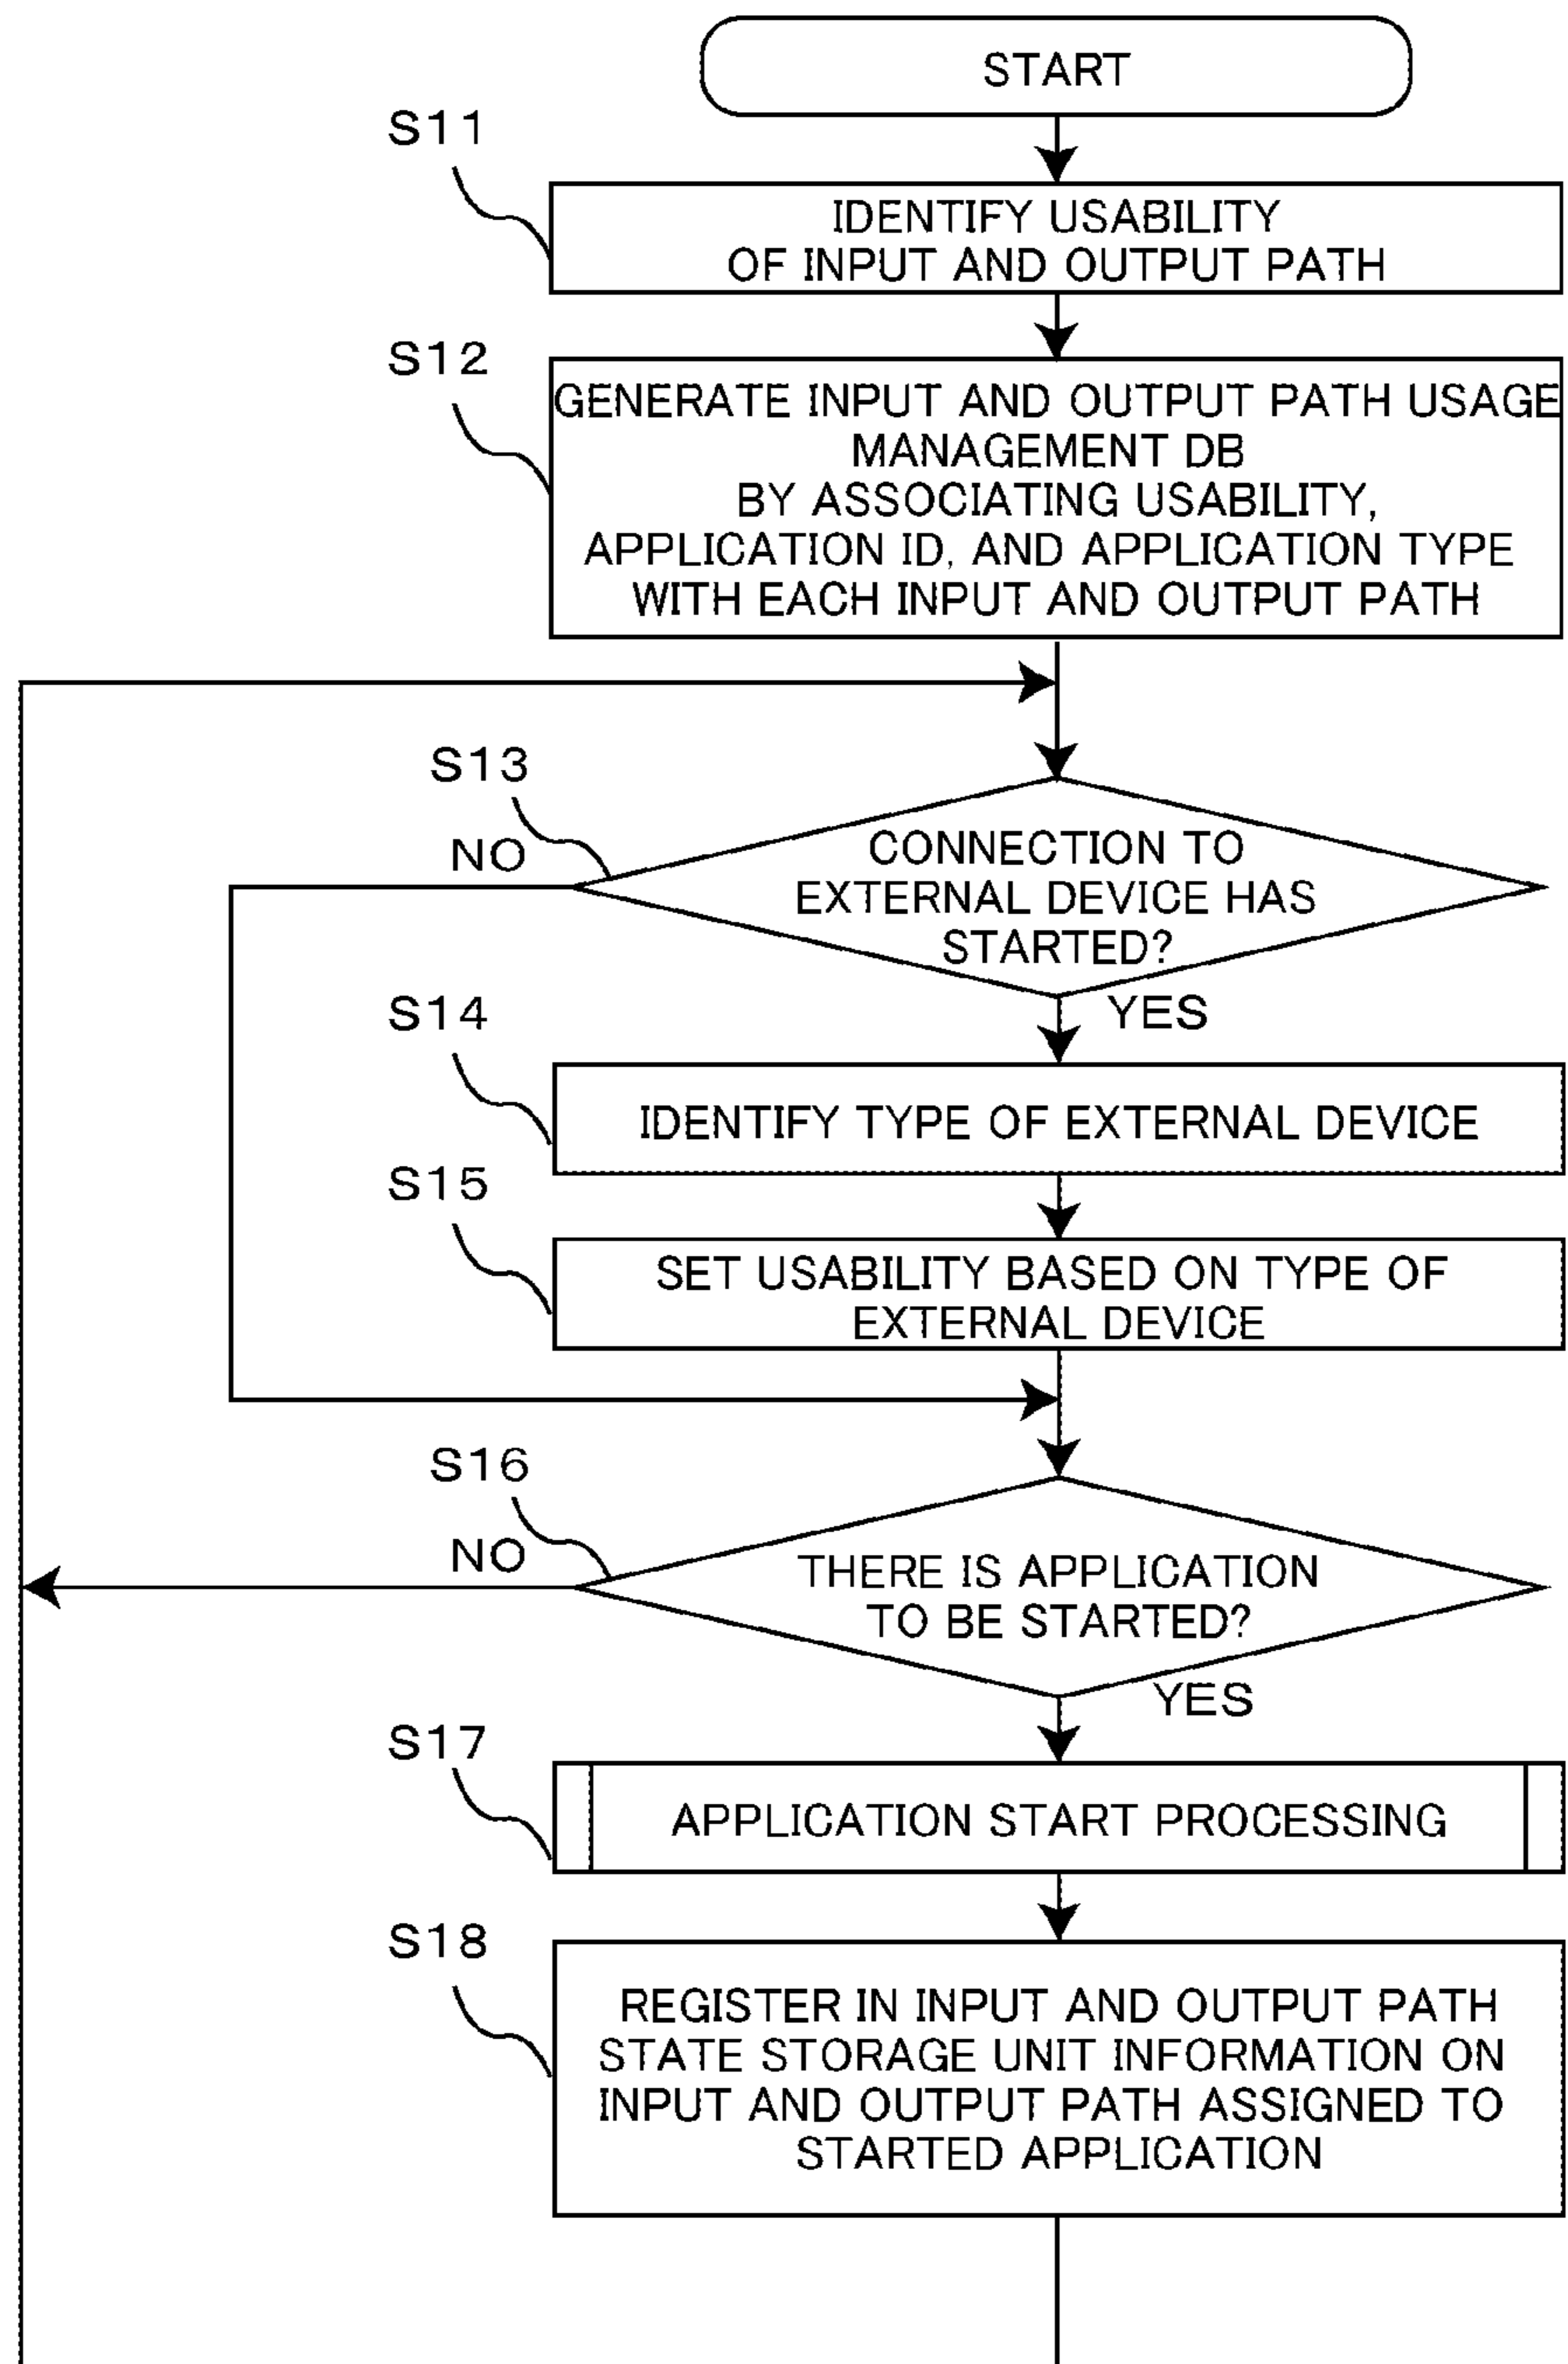 START
S11
IDENTIFY USABILITY
OF INPUT AND OUTPUT PATH
S12
GENERATE INPUT AND OUTPUT PATH USAGE
MANAGEMENT DB
BY ASSOCIATING USABILITY,
APPLICATION ID, AND APPLICATION TYPE
WITH EACH INPUT AND OUTPUT PATH
S13
NO
CONNECTION TO
EXTERNAL DEVICE HAS
STARTED?
YES
S14
IDENTIFY TYPE OF EXTERNAL DEVICE
S15
SET USABILITY BASED ON TYPE OF
EXTERNAL DEVICE
S16
NO
THERE IS APPLICATION
TO BE STARTED?
YES
S17
APPLICATION START PROCESSING
S18
REGISTER IN INPUT AND OUTPUT PATH
STATE STORAGE UNIT INFORMATION ON
INPUT AND OUTPUT PATH ASSIGNED TO
STARTED APPLICATION